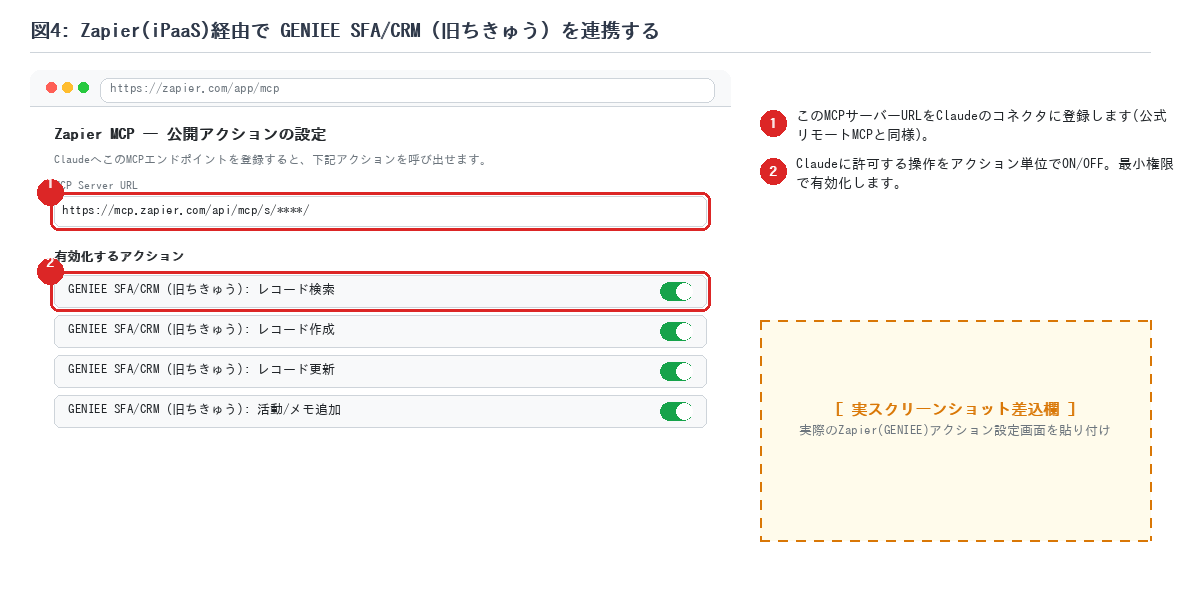 図4: Zapier(iPaaS)経由で GENIEE SFA/CRM (旧ちきゅう) を連携する
https://zapier.com/app/mcp
Zapier MCP — 公開アクションの設定
ClaudeへこのMCPエンドポイントを登録すると、下記アクションを呼び出せます。
1
CP Server URL
https://mcp.zapier.com/api/mcp/s/****/
2
有効化するアクション
GENIEE SFA/CRM (旧ちきゅう): レコード検索
GENIEE SFA/CRM (旧ちきゅう): レコード作成
GENIEE SFA/CRM (旧ちきゅう): レコード更新
GENIEE SFA/CRM (旧ちきゅう): 活動/メモ追加
1
このMCPサーバーURLをClaudeのコネクタに登録します(公式
リモートMCPと同様)。
2
Claudeに許可する操作をアクション単位でON/OFF。最小権限
で有効化します。
[ 実スクリーンショット差込欄 ]
実際のZapier(GENIEE)アクション設定画面を貼り付け